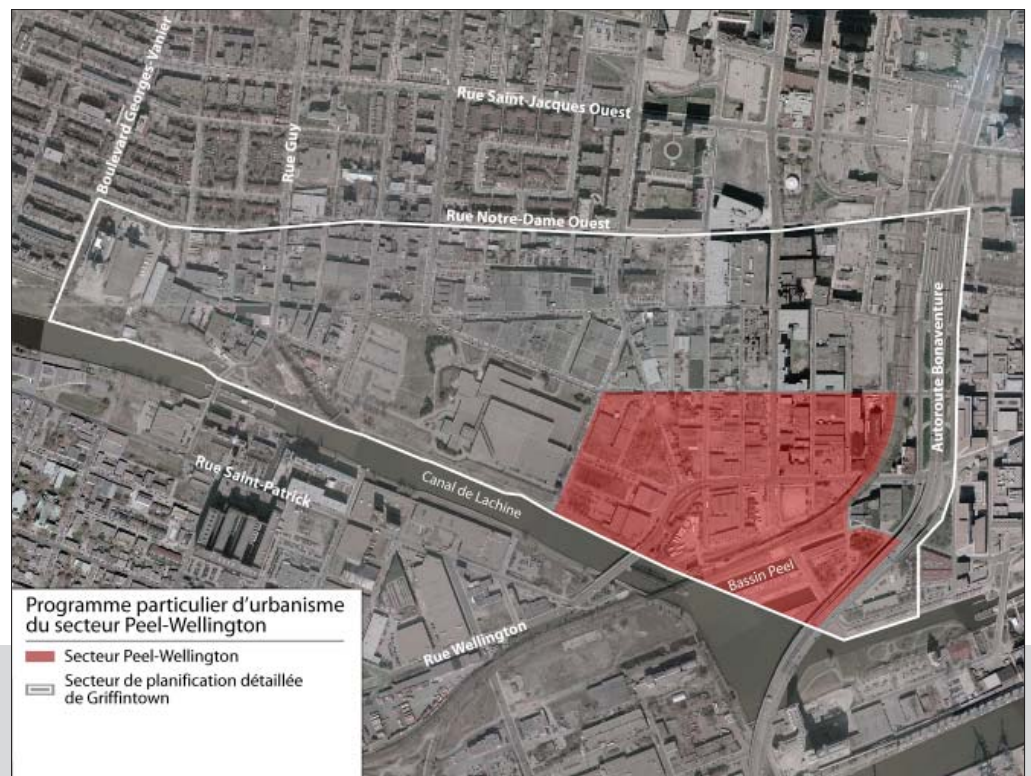 Boulevard Georges-Vanier
Rue Guy
Rue Saint-Jacques Ouest
Rue Notre-Dame Ouest
Autoroute Bonaventure
Rue Saint-Patrick
Canal de Lachine
Bassin Peel
Rue Wellington
Programme particulier d'urbanisme
du secteur Peel-Wellington
Secteur Peel-Wellington
Secteur de planification détaillée
de Griffintown